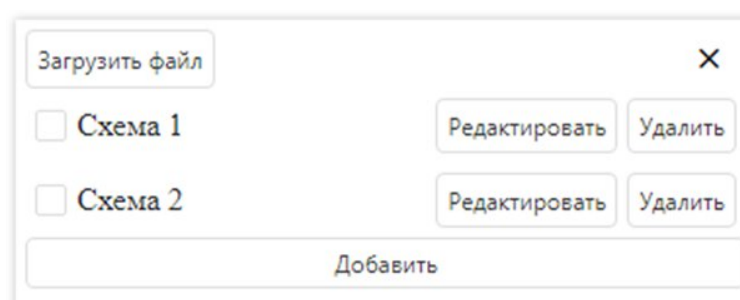 Загрузить файл
Схема 1 Редактировать Удалить
Схема 2 Редактировать Удалить
Добавить